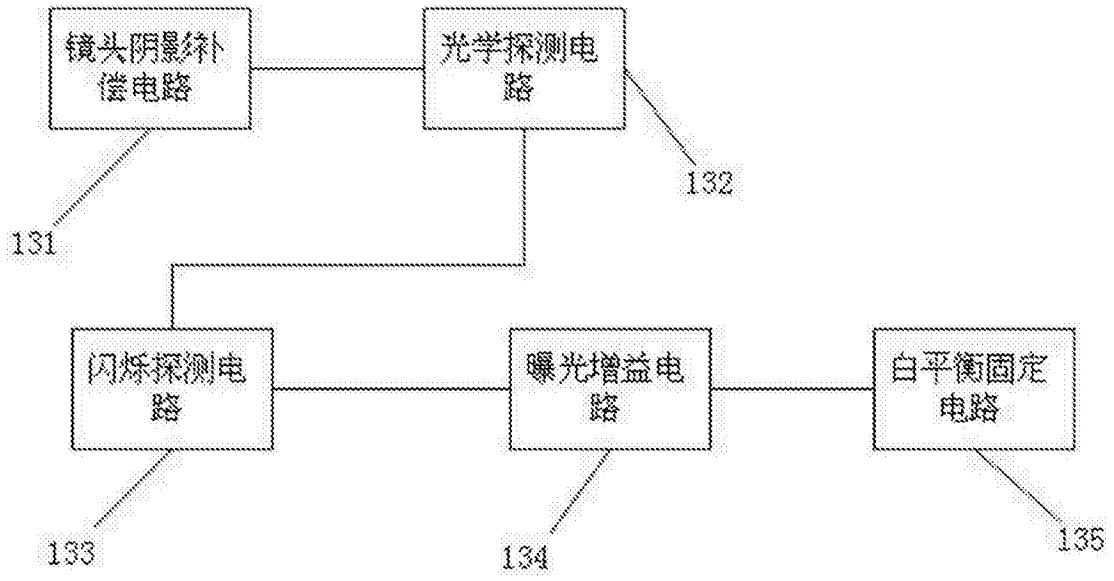 镜头阴影补
偿电路
光学探测电
路
132
131
闪烁探测电
路
曝光增益电
路
白平衡固定
电路
133
134
135